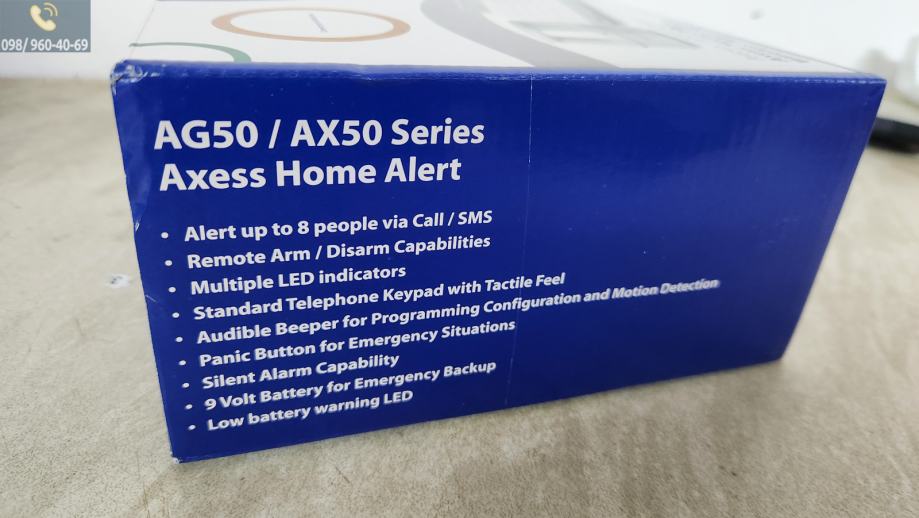 098/ 960-40-69
AG50 / AX50 Series
Axess Home Alert
• Alert up to 8 people via Call / SMS
• Remote Arm / Disarm Capabilities
• Multiple LED indicators
• Standard Telephone Keypad with Tactile Feel
• Audible Beeper for Programming Configuration and Motion Detection
• Panic Button for Emergency Situations
• Silent Alarm Capability
• 9 Volt Battery for Emergency Backup
• Low battery warning LED